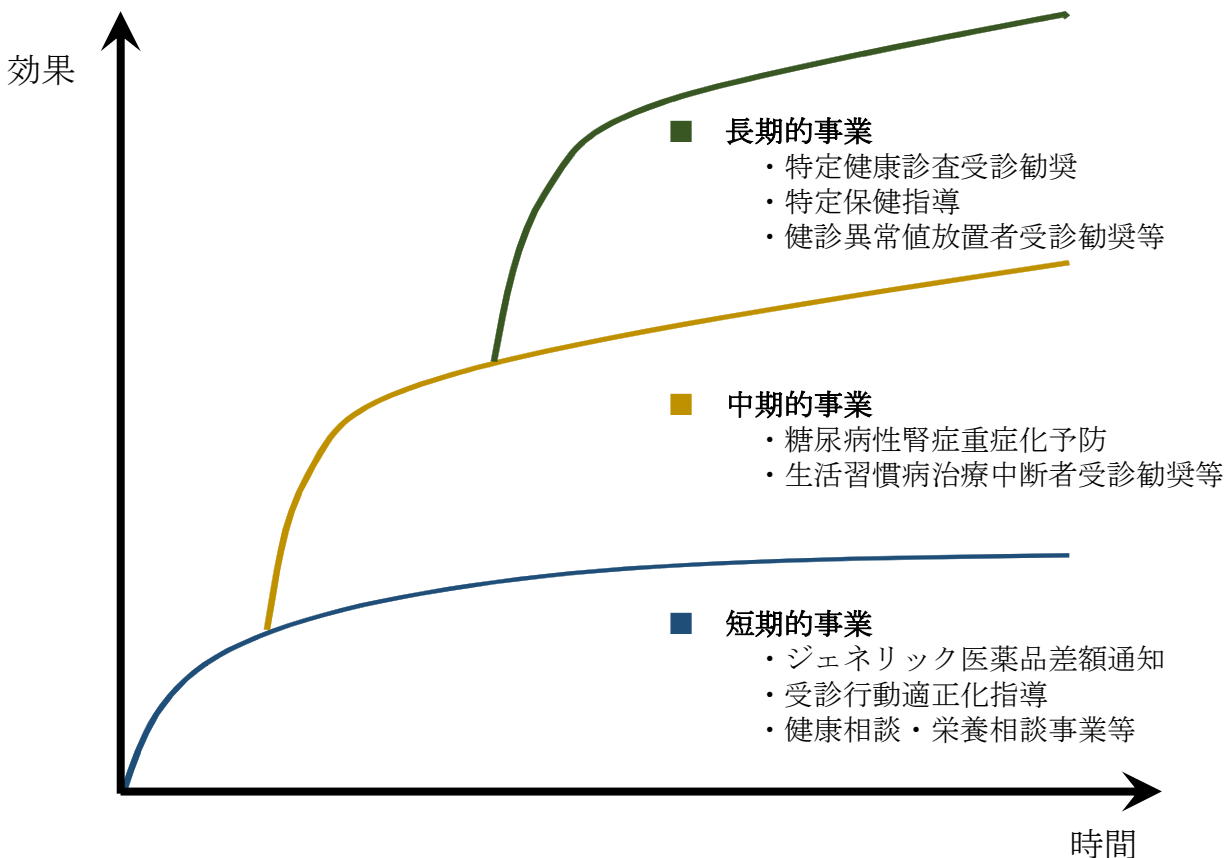 効果
■ 長期的事業
・特定健康診査受診勧奨
・特定保健指導
・健診異常値放置者受診勧奨等
■ 中期的事業
・糖尿病性腎症重症化予防
・生活習慣病治療中断者受診勧奨等
■ 短期的事業
・ジェネリック医薬品差額通知
・受診行動適正化指導
・健康相談・栄養相談事業等
時間